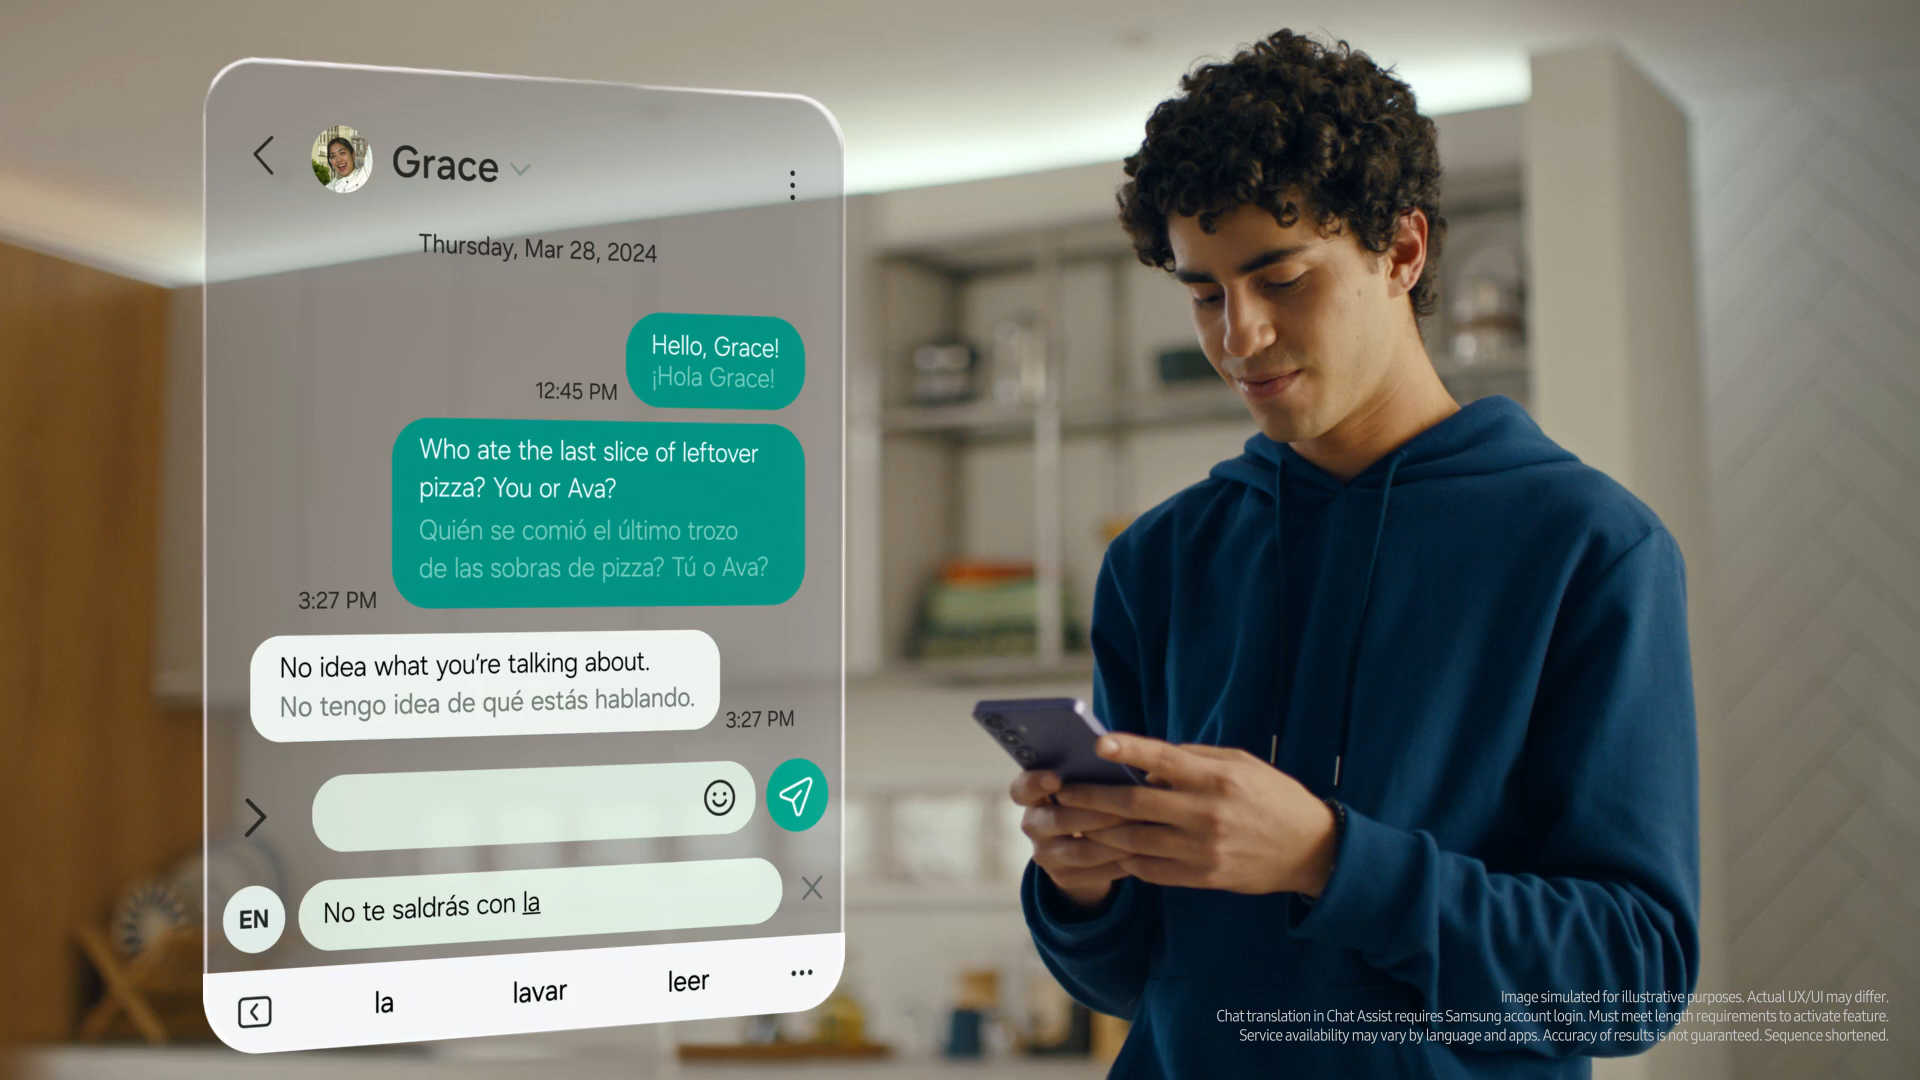 Grace
Thursday, Mar 28, 2024
Hello, Grace!
¡Hola Grace!
12:45 PM
Who ate the last slice of leftover
pizza? You or Ava?
Quién se comió el último trozo
de las sobras de pizza? Tú o Ava?
3:27 PM
No idea what you're talking about.
No tengo idea de qué estás hablando.
3:27 PM
EN
No te saldrás con la
la lavar leer
Image simulated for illustrative purposes. Actual UX/UI may differ.
Chat translation in Chat Assist requires Samsung account login. Must meet length requirements to activate feature.
Service availability may vary by language and apps. Accuracy of results is not guaranteed. Sequence shortened.